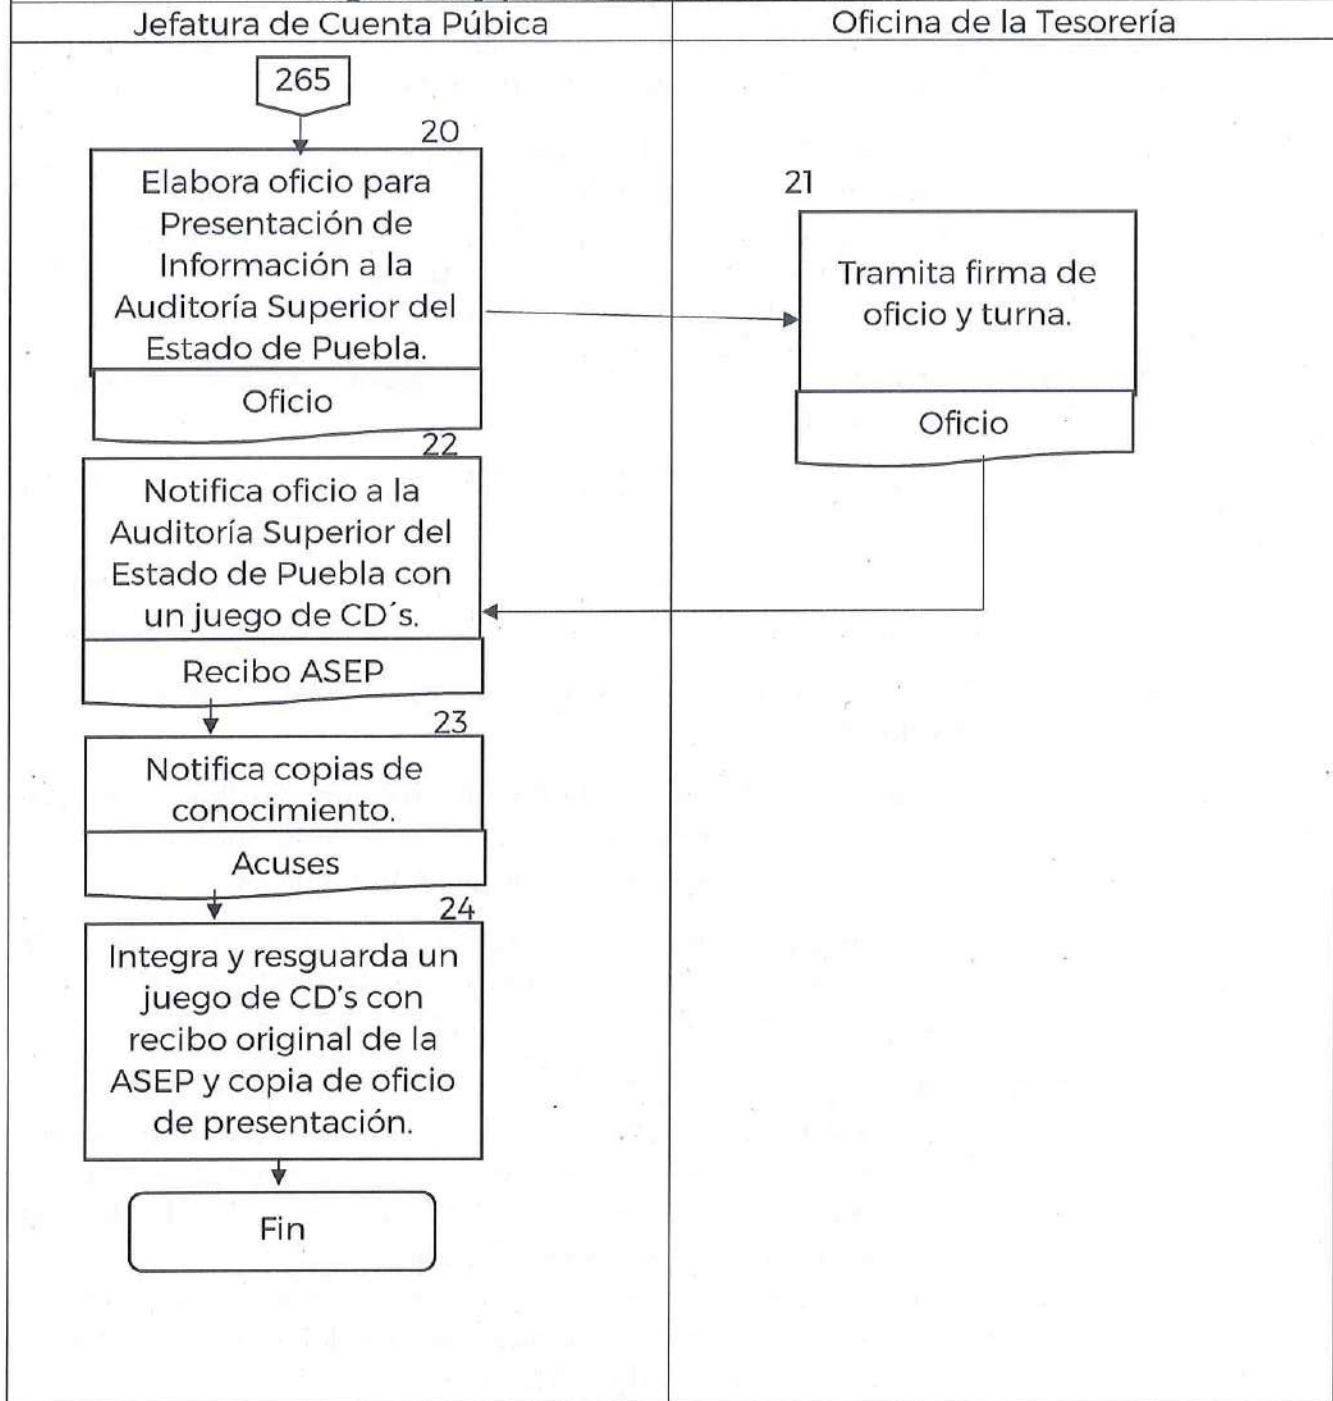 Jefatura de Cuenta Púbica
Oficina de la Tesorería
265
20
Elabora oficio para
Presentación de
Información a la
Auditoría Superior del
Estado de Puebla.
Oficio
21
Tramita firma de
oficio y turna.
Oficio
22
Notifica oficio a la
Auditoría Superior del
Estado de Puebla con
un juego de CD´s.
Recibo ASEP
23
Notifica copias de
conocimiento.
Acuses
24
Integra y resguarda un
juego de CD's con
recibo original de la
ASEP y copia de oficio
de presentación.
Fin